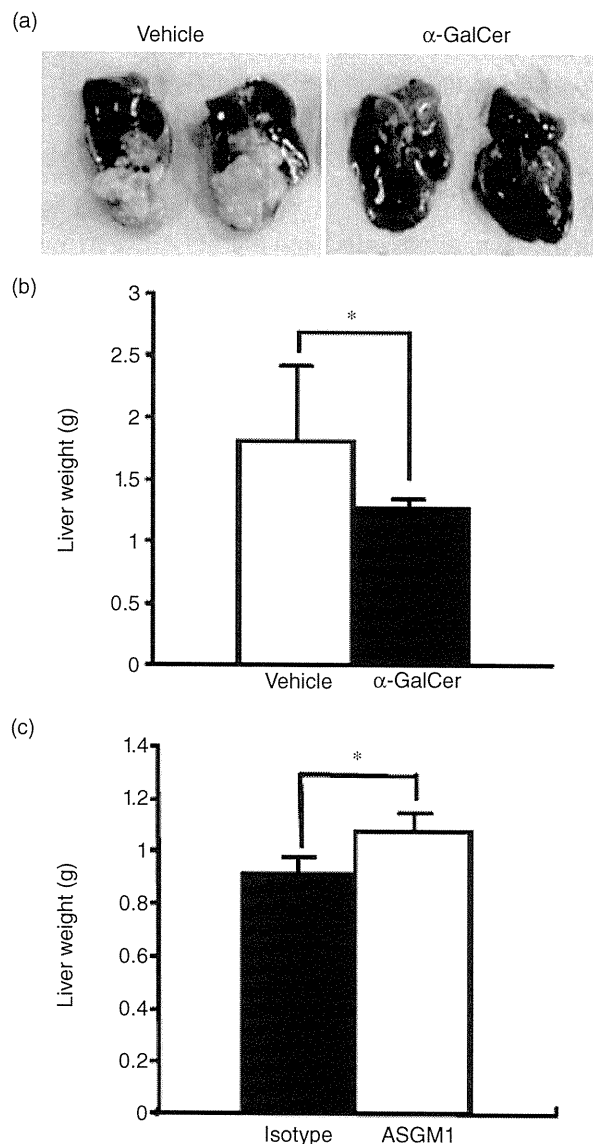 (a)
Vehicle
α-GalCer
(b)
3
2.5
2
1.5
1
0.5
0
Liver weight (g)
*
Vehicle
α-GalCer
(c)
1.4
1.2
1
0.8
0.6
0.4
0.2
0
Liver weight (g)
*
Isotype
ASGM1